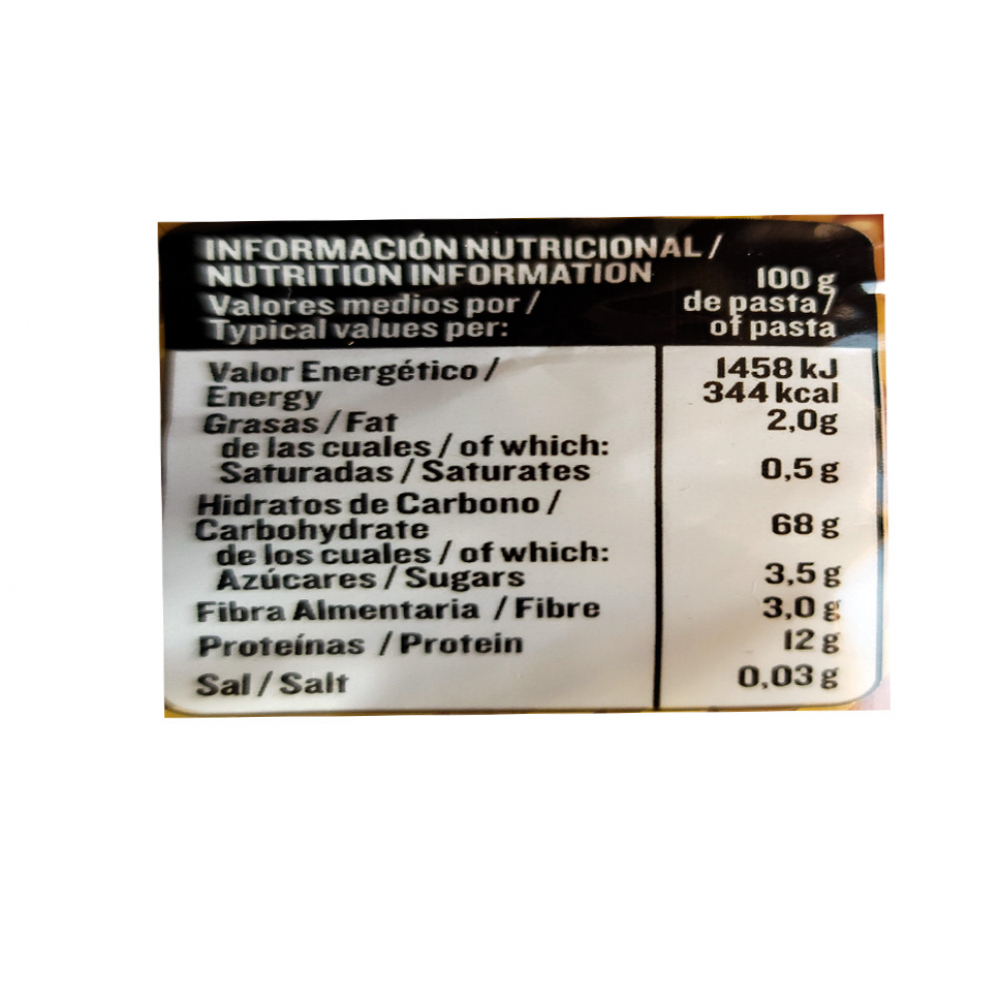 INFORMACIÓN NUTRICIONAL /
NUTRITION INFORMATION
Valores medios por /
Typical values per:
100 g
de pasta /
of pasta
Valor Energético / 1458 kJ
Energy 344 kcal
Grasas / Fat 2,0g
de las cuales / of which:
Saturadas / Saturates 0,5 g
Hidratos de Carbono /
Carbohydrate 68 g
de los cuales / of which:
Azúcares / Sugars 3,5 g
Fibra Almentaria / Fibre 3,0 g
Proteínas / Protein 12 g
Sal / Salt 0,03 g